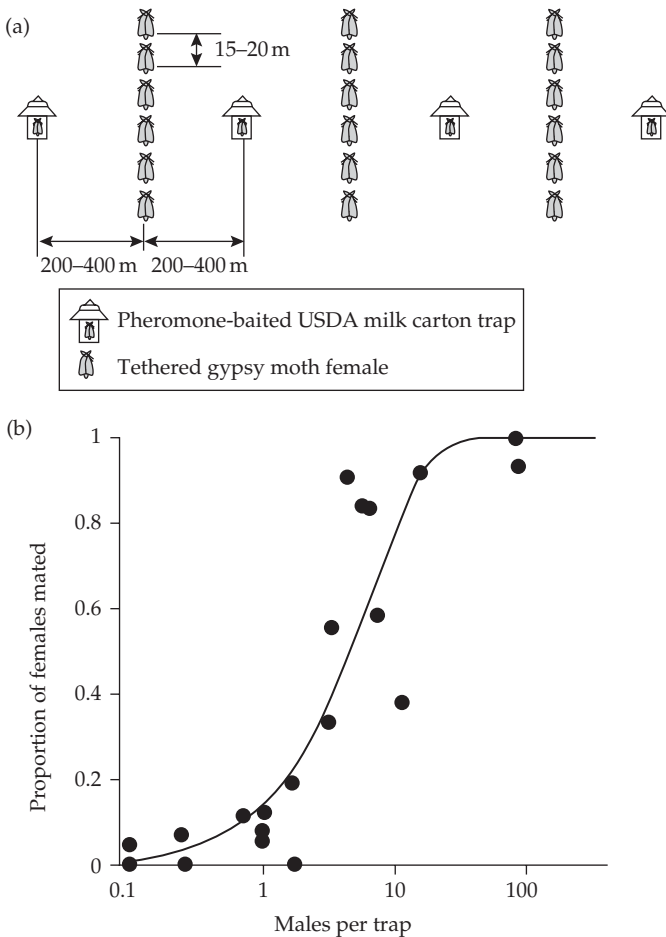 (a)
15–20 m
200–400 m 200–400 m
Pheromone-baited USDA milk carton trap
Tethered gypsy moth female
(b)
1
0.8
0.6
0.4
0.2
0
Proportion of females mated
0.1 1 10 100
Males per trap